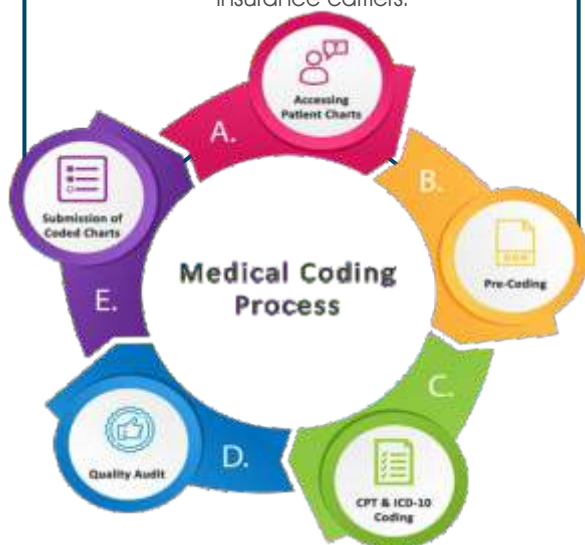 insurance carriers.
Accessing
Patient Charts
A.
B.
Pre-Coding
C.
CPT & ICD-10
Coding
D.
Quality Audit
E.
Submission of
Coded Charts
Medical Coding
Process